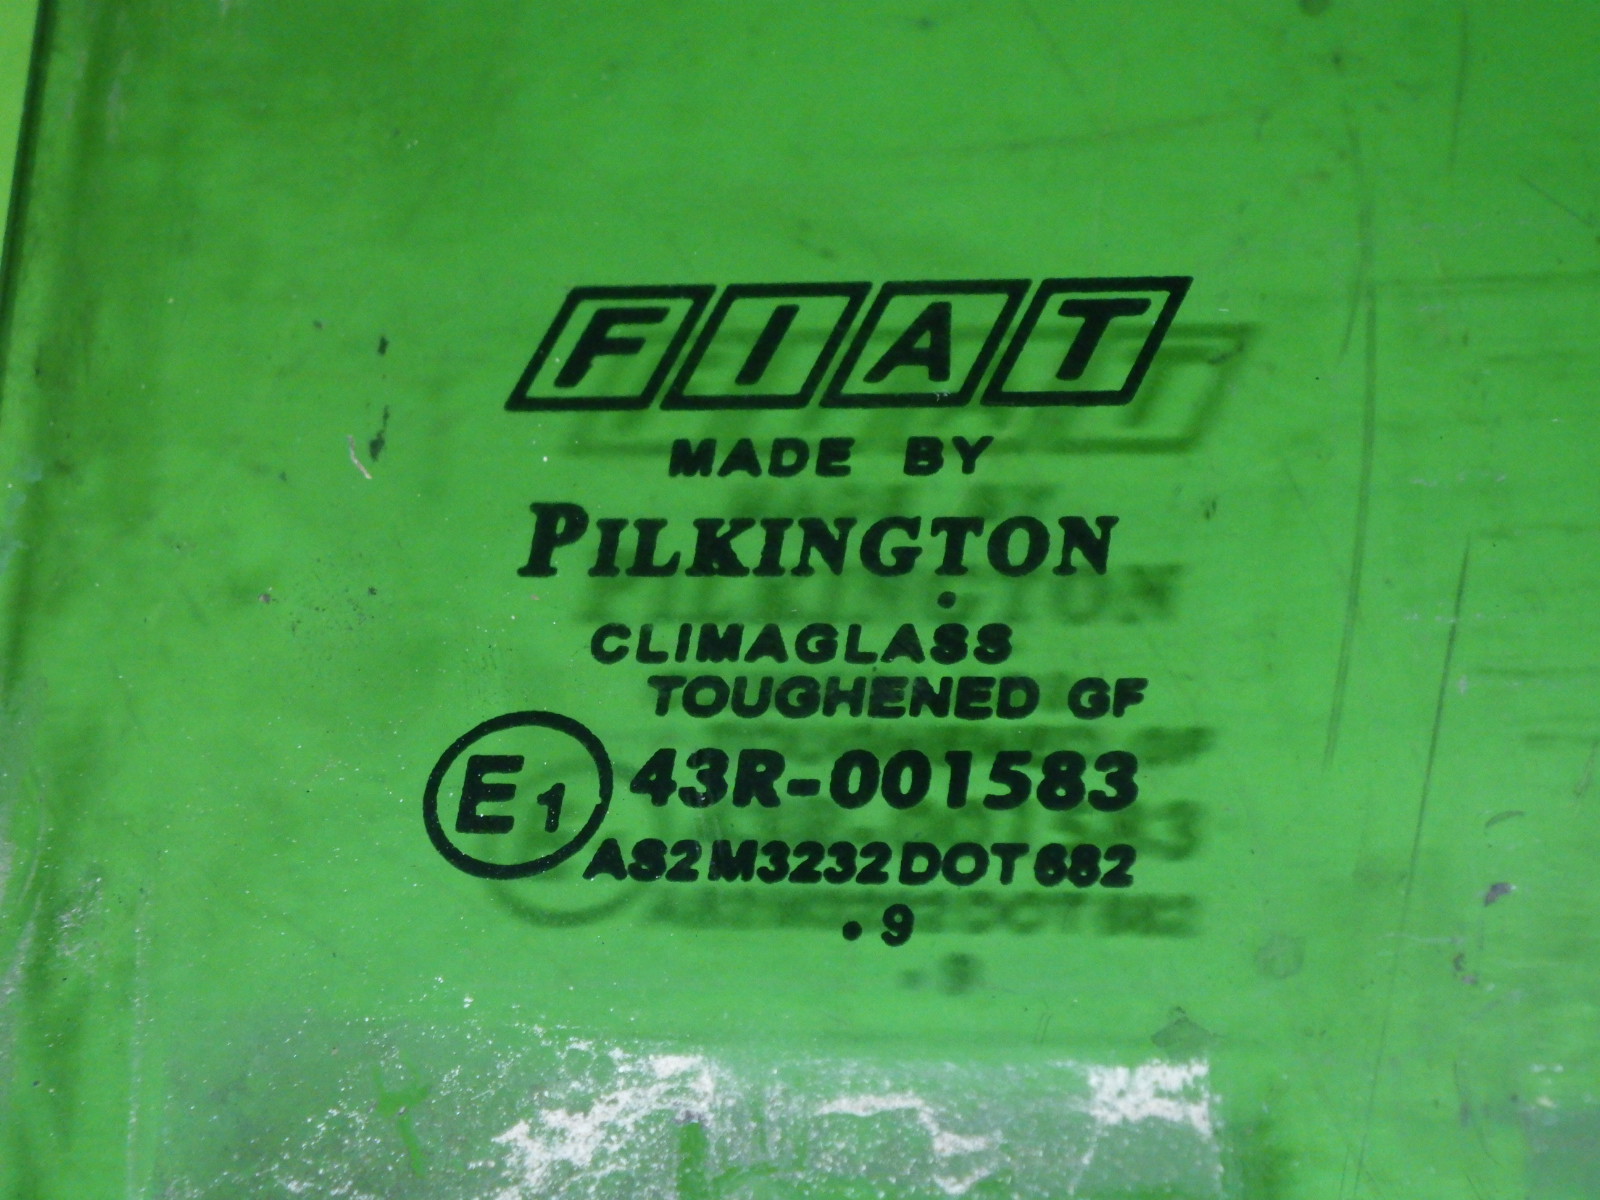 FIAT
MADE BY
PILKINGTON
.
CLIMAGLASS
TOUGHENED GF
E1 43R-001583
AS2 M3232 DOT 682
. 9